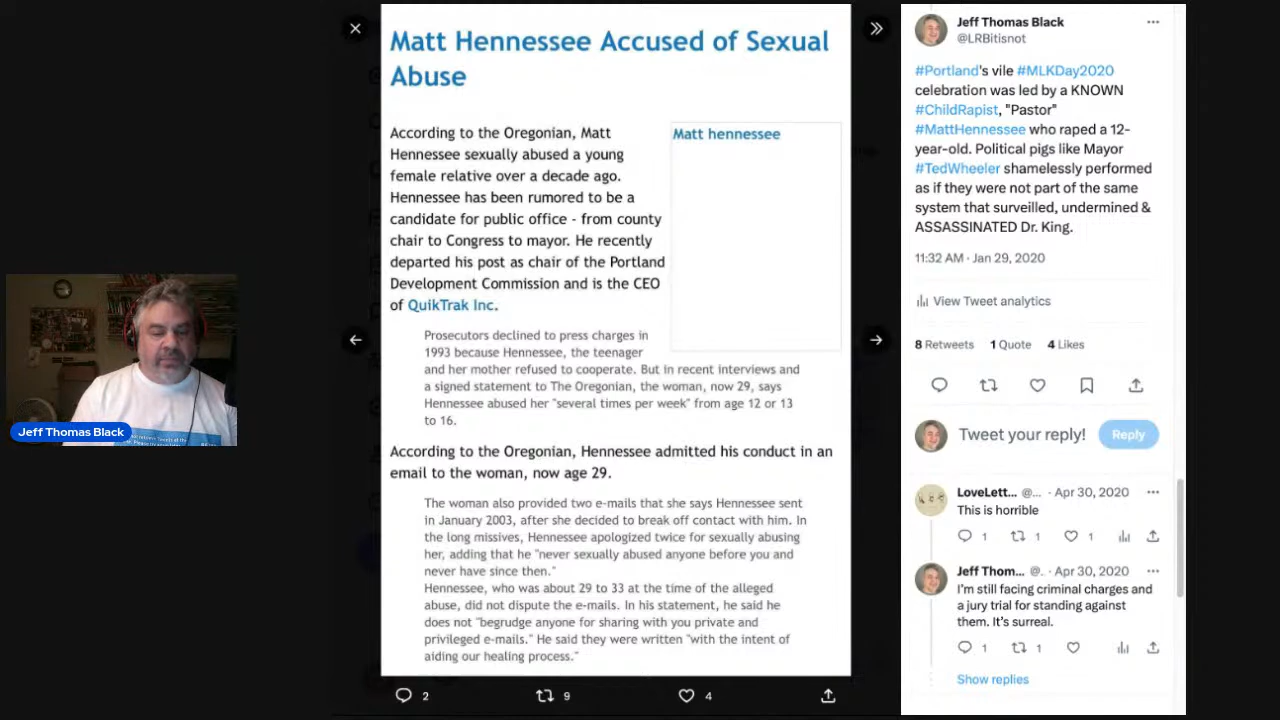 Matt Hennessee Accused of Sexual
Abuse
According to the Oregonian, Matt
Hennessee sexually abused a young
female relative over a decade ago.
Hennessee has been rumored to be a
candidate for public office - from county
chair to Congress to mayor. He recently
departed his post as chair of the Portland
Development Commission and is the CEO
of QuikTrak Inc.
Matt hennessee
Prosecutors declined to press charges in
1993 because Hennessee, the teenager
and her mother refused to cooperate. But in recent interviews and
a signed statement to The Oregonian, the woman, now 29, says
Hennessee abused her "several times per week" from age 12 or 13
to 16.
According to the Oregonian, Hennessee admitted his conduct in an
email to the woman, now age 29.
The woman also provided two e-mails that she says Hennessee sent
in January 2003, after she decided to break off contact with him. In
the long missives, Hennessee apologized twice for sexually abusing
her, adding that he "never sexually abused anyone before you and
never have since then."
Hennessee, who was about 29 to 33 at the time of the alleged
abuse, did not dispute the e-mails. In his statement, he said he
does not "begrudge anyone for sharing with you private and
privileged e-mails." He said they were written "with the intent of
aiding our healing process."
2
9
4
Jeff Thomas Black
Jeff Thomas Black
@LRBitisnot
#Portland's vile #MLKDay2020
celebration was led by a KNOWN
#ChildRapist, "Pastor"
#MattHennessee who raped a 12-
year-old. Political pigs like Mayor
#TedWheeler shamelessly performed
as if they were not part of the same
system that surveilled, undermined &
ASSASSINATED Dr. King.
11:32 AM · Jan 29, 2020
View Tweet analytics
8 Retweets 1 Quote 4 Likes
Tweet your reply! Reply
LoveLett... @... · Apr 30, 2020
This is horrible
1 1 1
Jeff Thom... @. · Apr 30, 2020
I'm still facing criminal charges and
a jury trial for standing against
them. It's surreal.
1 1
Show replies